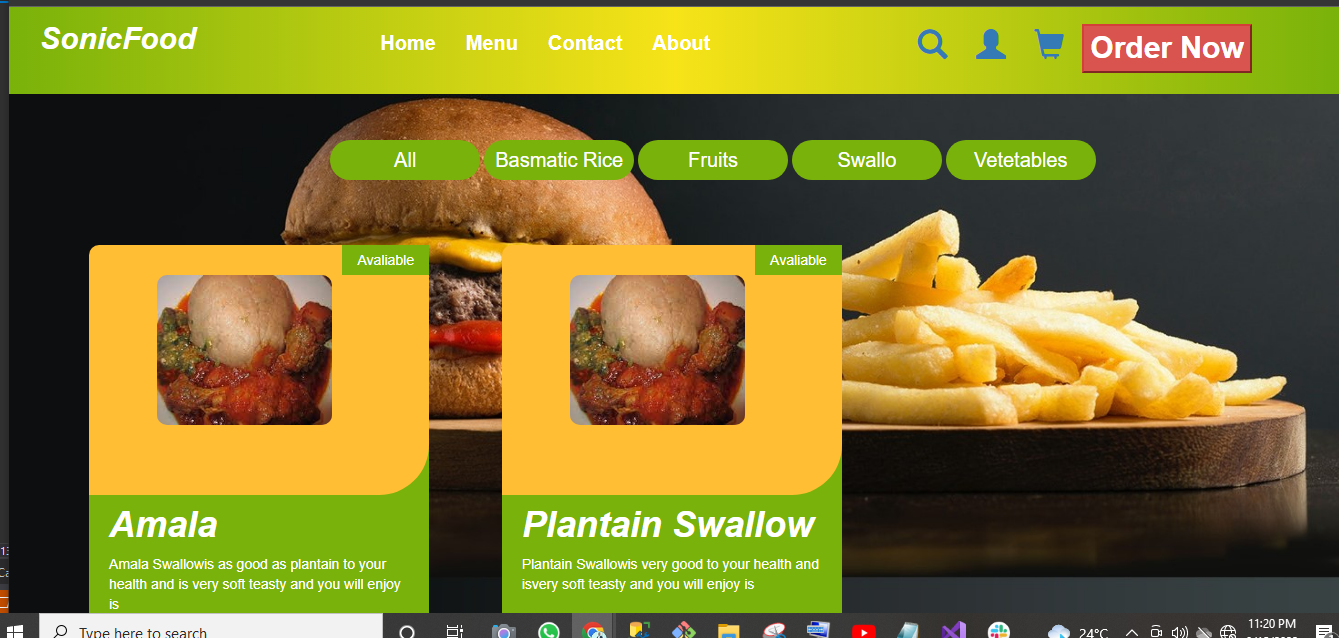 SonicFood
Home Menu Contact About
Order Now
All Basmatic Rice Fruits Swallo Vetetables
Avaliable Avaliable
Amala
Amala Swallowis as good as plantain to your
health and is very soft teasty and you will enjoy
is
Plantain Swallow
Plantain Swallowis very good to your health and
isvery soft teasty and you will enjoy is
Type here to search
24°C
11:20 PM